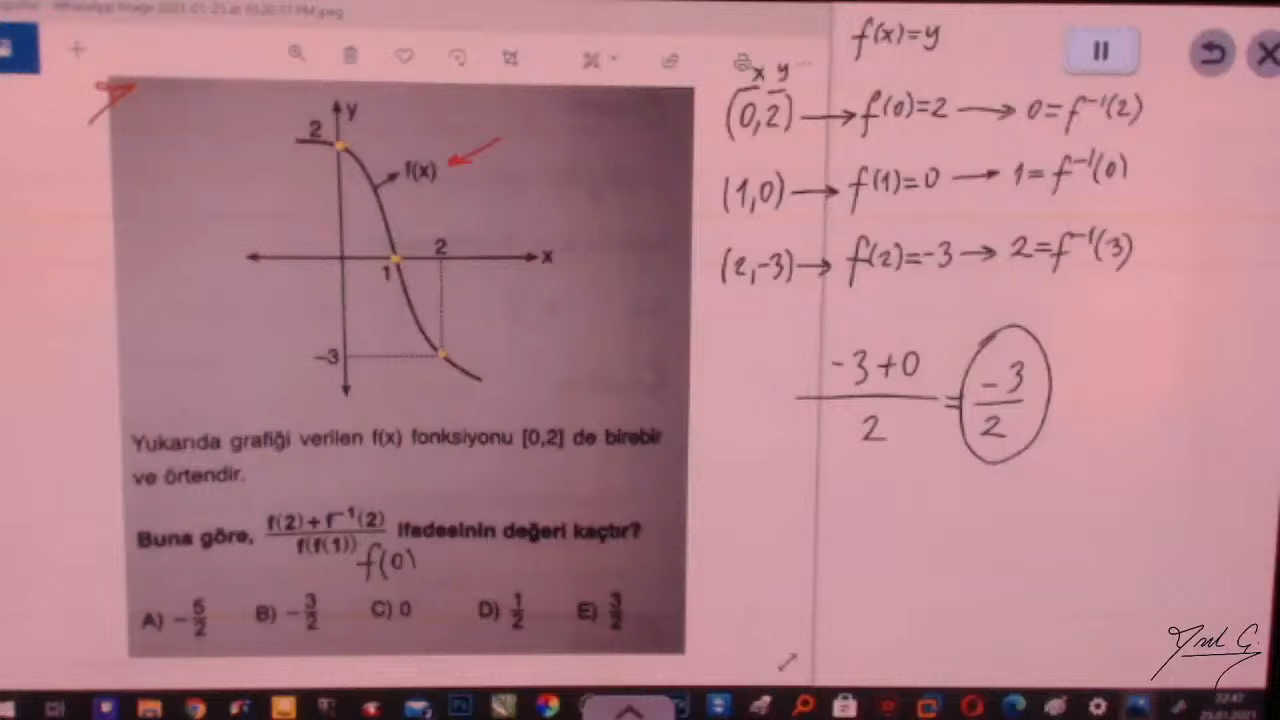 f(x)=y
x y
(0,2) → f(0)=2 → 0=f⁻¹(2)
(1,0) → f(1)=0 → 1=f⁻¹(0)
(2,-3) → f(2)=-3 → 2=f⁻¹(3)
-3+0
2
= -3
2
y
2
f(x)
2
x
1
-3
Yukarıda grafiği verilen f(x) fonksiyonu [0,2] de birebir
ve örtendir.
Buna göre, f(2)+f⁻¹(2) / f(f(1)) ifadesinin değeri kaçtır?
f(0)
A) -5/2 B) -3/2 C) 0 D) 1/2 E) 3/2